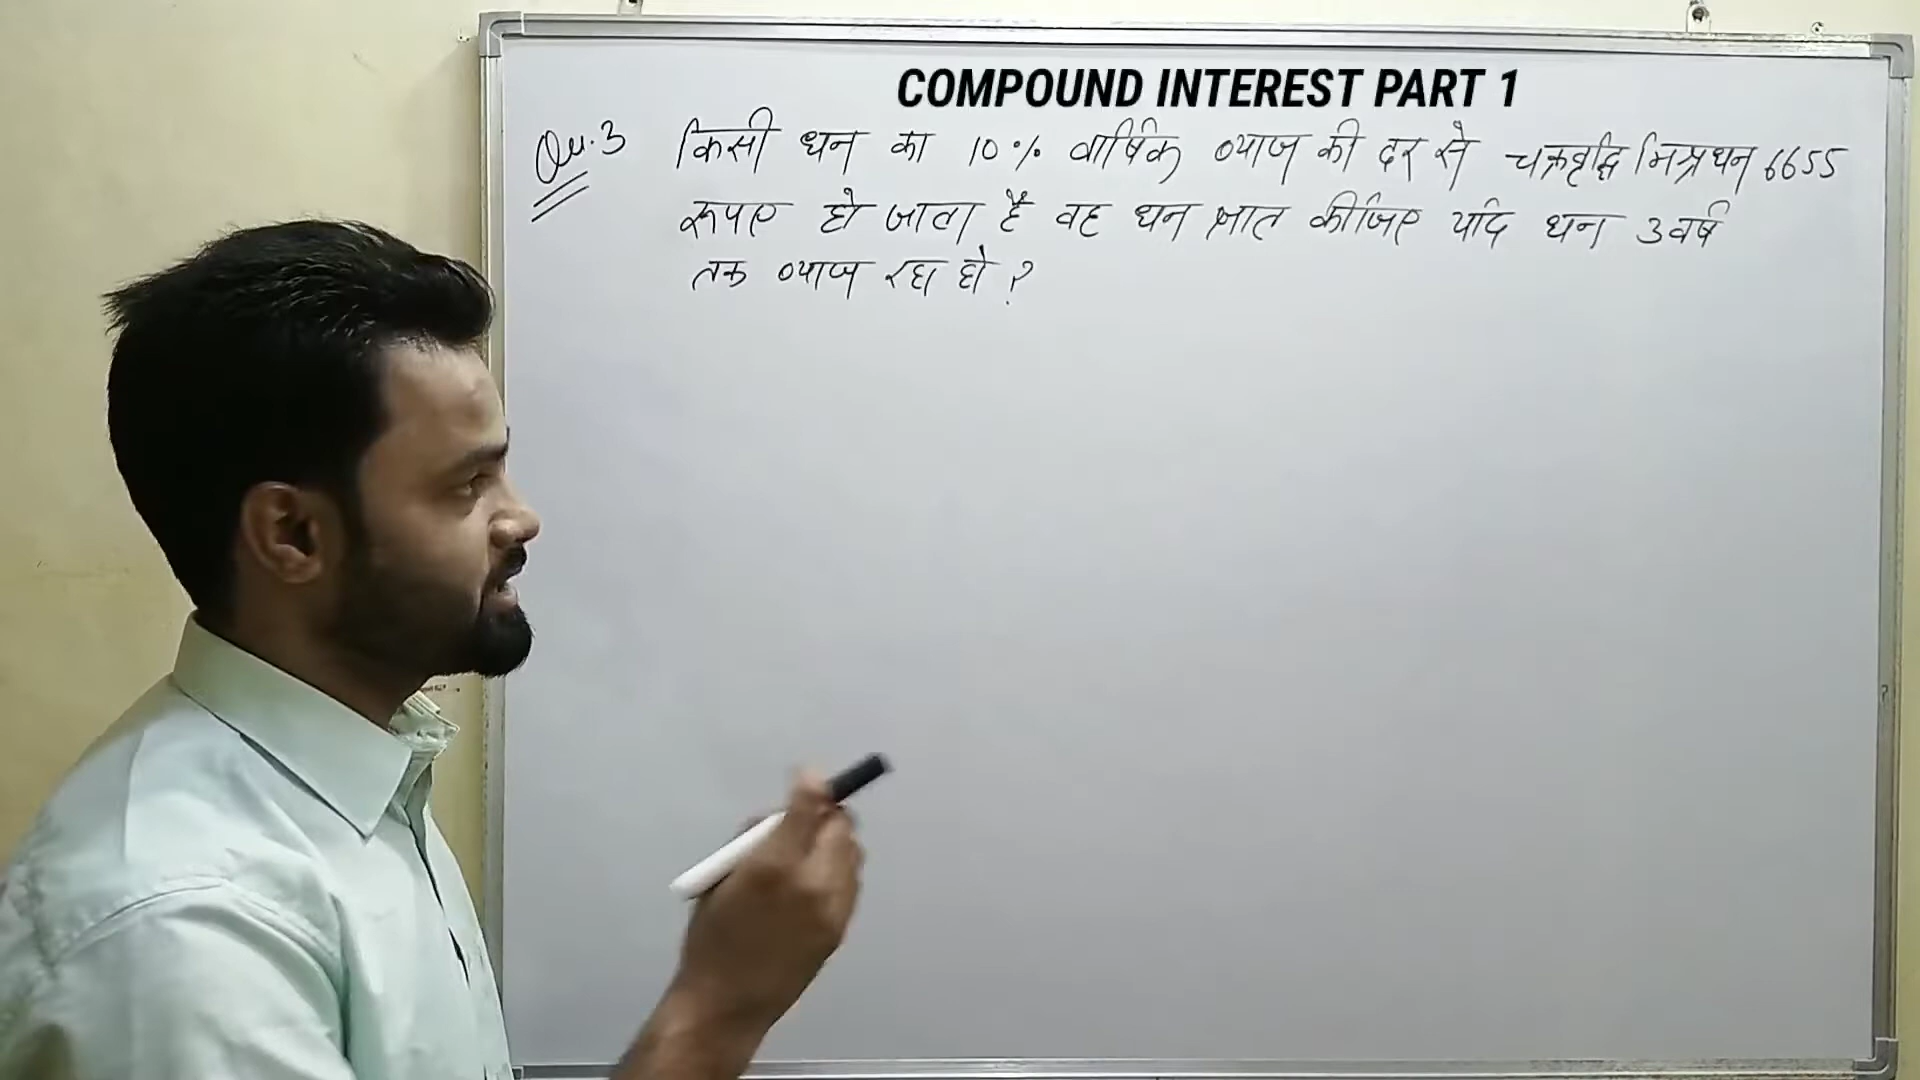 COMPOUND INTEREST PART 1
Qu.3 किसी धन का 10% वार्षिक ब्याज की दर से चक्रवृद्धि मिश्रधन 6655
रूपए हो जाता है वह धन ज्ञात कीजिए यदि धन 3 वर्ष
तक ब्याज रहा हो ?